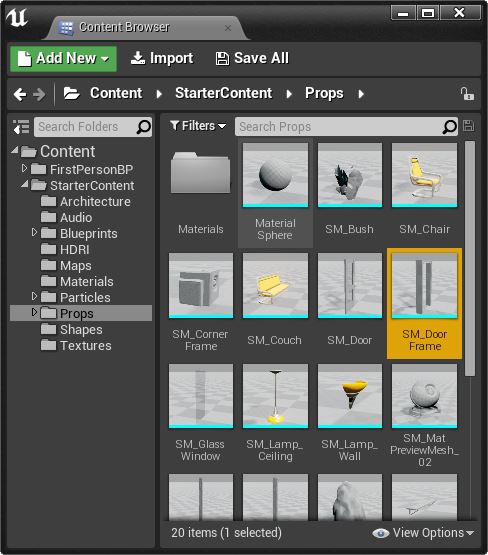 Content Browser
Add New
Import
Save All
Content
StarterContent
Props
Search Folders
Content
FirstPersonBP
StarterContent
Architecture
Audio
Blueprints
HDRI
Maps
Materials
Particles
Props
Shapes
Textures
Filters
Search Props
Materials
Material
Sphere
SM_Bush
SM_Chair
SM_Corner
Frame
SM_Couch
SM_Door
SM_Door
Frame
SM_Glass
Window
SM_Lamp_
Ceiling
SM_Lamp_
Wall
SM_Mat
PreviewMesh_
02
20 items (1 selected)
View Options